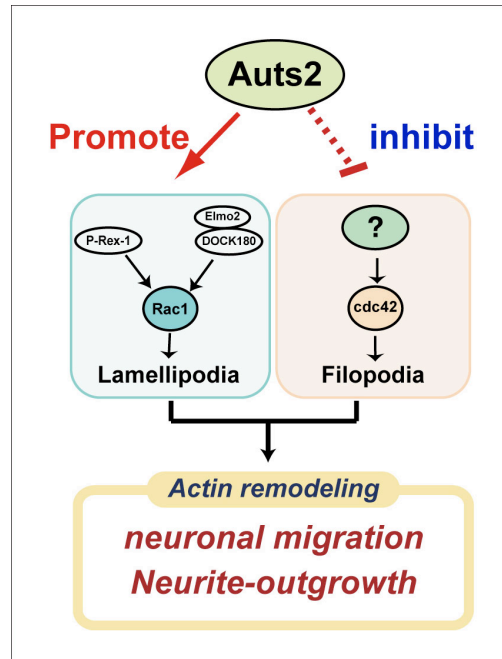 Auts2
Promote
inhibit
Elmo2
P-Rex-1
DOCK180
?
Rac1
cdc42
Lamellipodia
Filopodia
Actin remodeling
neuronal migration
Neurite-outgrowth